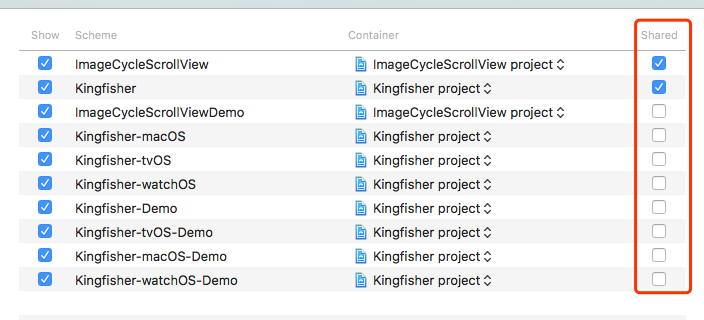 Show Scheme Container Shared
ImageCycleScrollView ImageCycleScrollView project
Kingfisher Kingfisher project
ImageCycleScrollViewDemo ImageCycleScrollView project
Kingfisher-macOS Kingfisher project
Kingfisher-tvOS Kingfisher project
Kingfisher-watchOS Kingfisher project
Kingfisher-Demo Kingfisher project
Kingfisher-tvOS-Demo Kingfisher project
Kingfisher-macOS-Demo Kingfisher project
Kingfisher-watchOS-Demo Kingfisher project